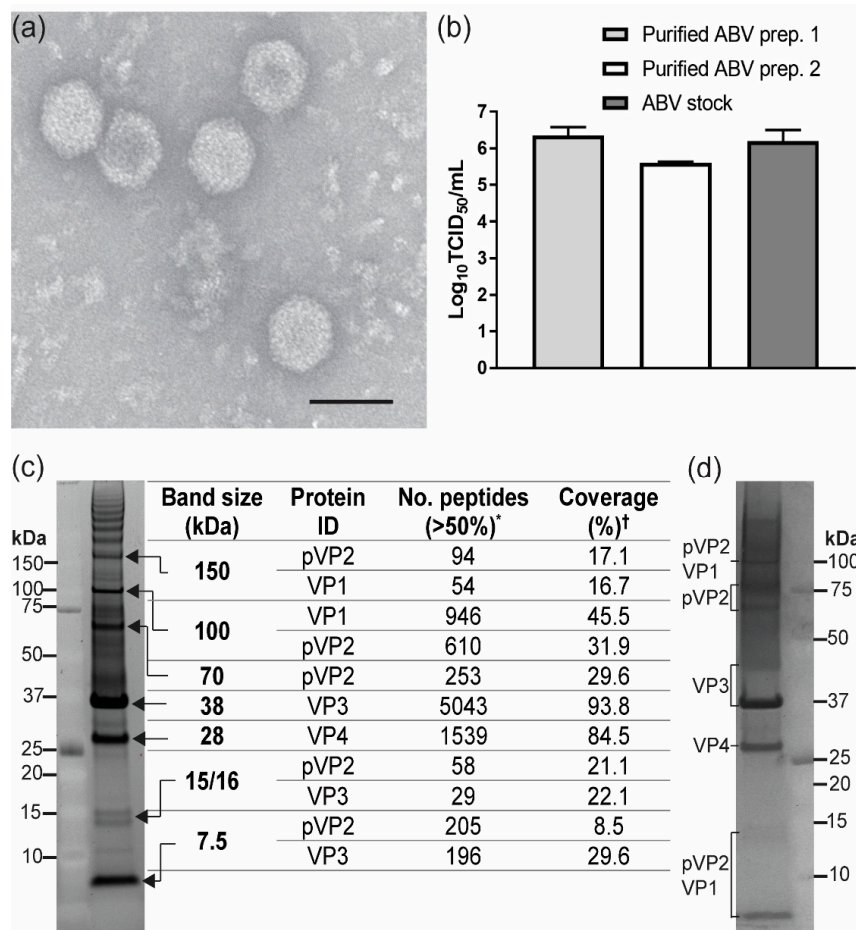 (a)
(b)
Purified ABV prep. 1
Purified ABV prep. 2
ABV stock
7
6
5
4
3
2
1
0
Log₁₀TCID₅₀/mL
(c)
kDa
150
100
75
50
37
25
20
15
10
Band size (kDa) Protein ID No. peptides (>50%)* Coverage (%)†
150 pVP2 94 17.1
VP1 54 16.7
100 VP1 946 45.5
pVP2 610 31.9
70 pVP2 253 29.6
38 VP3 5043 93.8
28 VP4 1539 84.5
15/16 pVP2 58 21.1
VP3 29 22.1
7.5 pVP2 205 8.5
VP3 196 29.6
(d)
pVP2
VP1
pVP2
VP3
VP4
pVP2
VP1
kDa
100
75
50
37
25
20
15
10